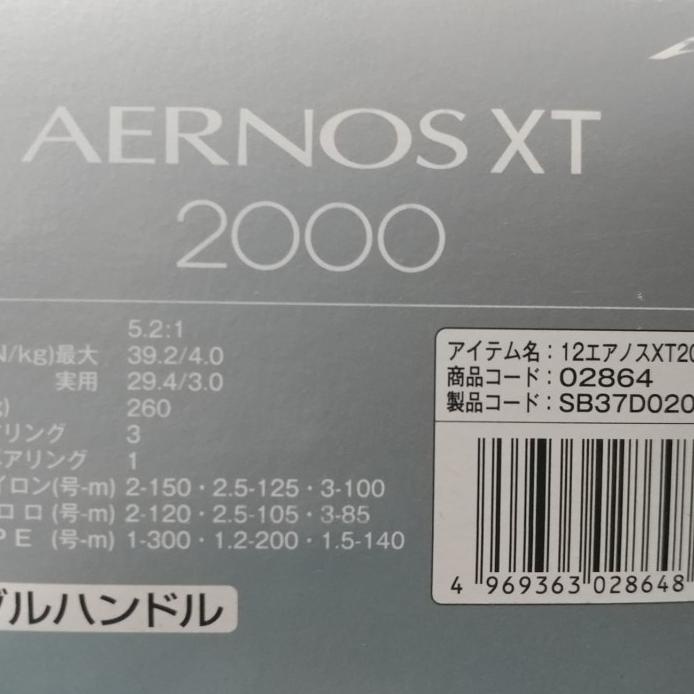 AERNOS XT
2000
5.2:1
N/kg)最大 39.2/4.0
実用 29.4/3.0
260
リング 3
アリング 1
イロン(号-m) 2-150・2.5-125・3-100
ロロ(号-m) 2-120・2.5-105・3-85
PE (号-m) 1-300・1.2-200・1.5-140
ブルハンドル
アイテム名:12エアノスXT20
商品コード:02864
製品コード:SB37D020
4 969363 028648